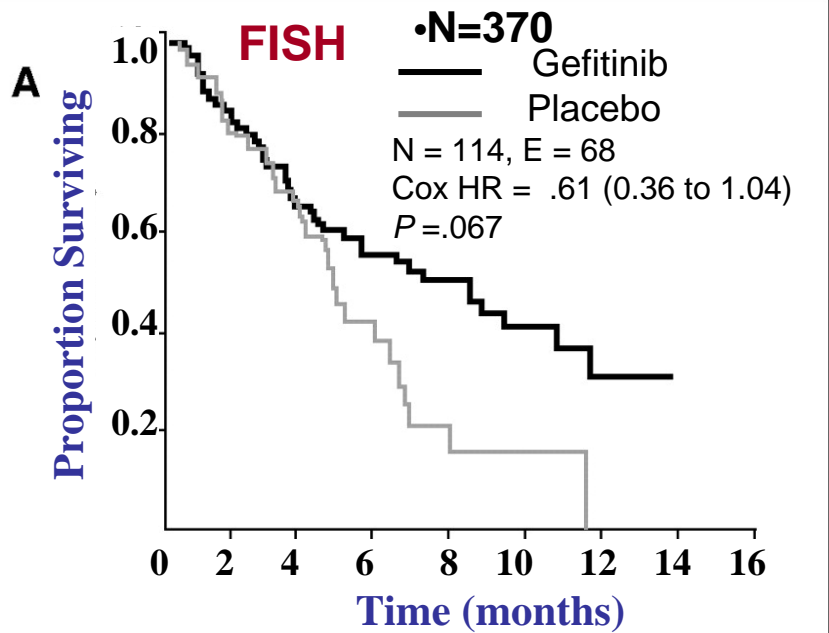 A
FISH
•N=370
Gefitinib
Placebo
N = 114, E = 68
Cox HR = .61 (0.36 to 1.04)
P =.067
Proportion Surviving
1.0
0.8
0.6
0.4
0.2
0 2 4 6 8 10 12 14 16
Time (months)